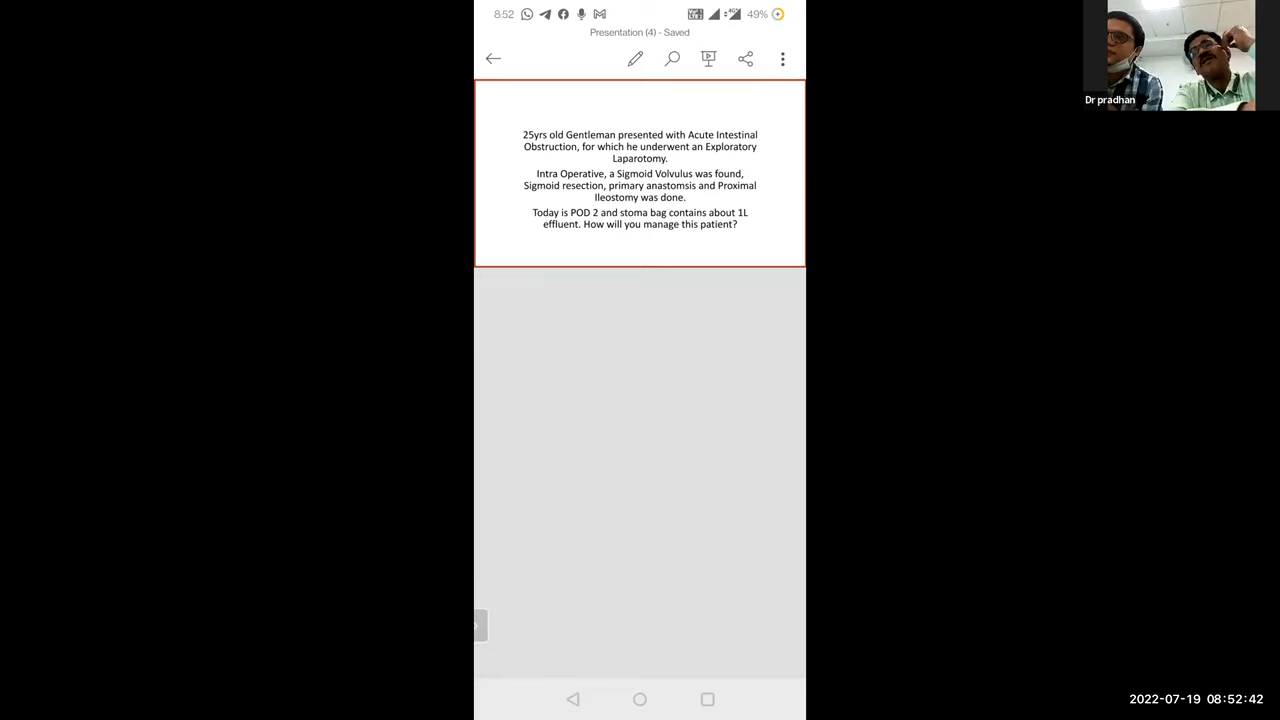 8:52
49%
Presentation (4) - Saved
25yrs old Gentleman presented with Acute Intestinal
Obstruction, for which he underwent an Exploratory
Laparotomy.
Intra Operative, a Sigmoid Volvulus was found,
Sigmoid resection, primary anastomsis and Proximal
Ileostomy was done.
Today is POD 2 and stoma bag contains about 1L
effluent. How will you manage this patient?
Dr pradhan
2022-07-19 08:52:42